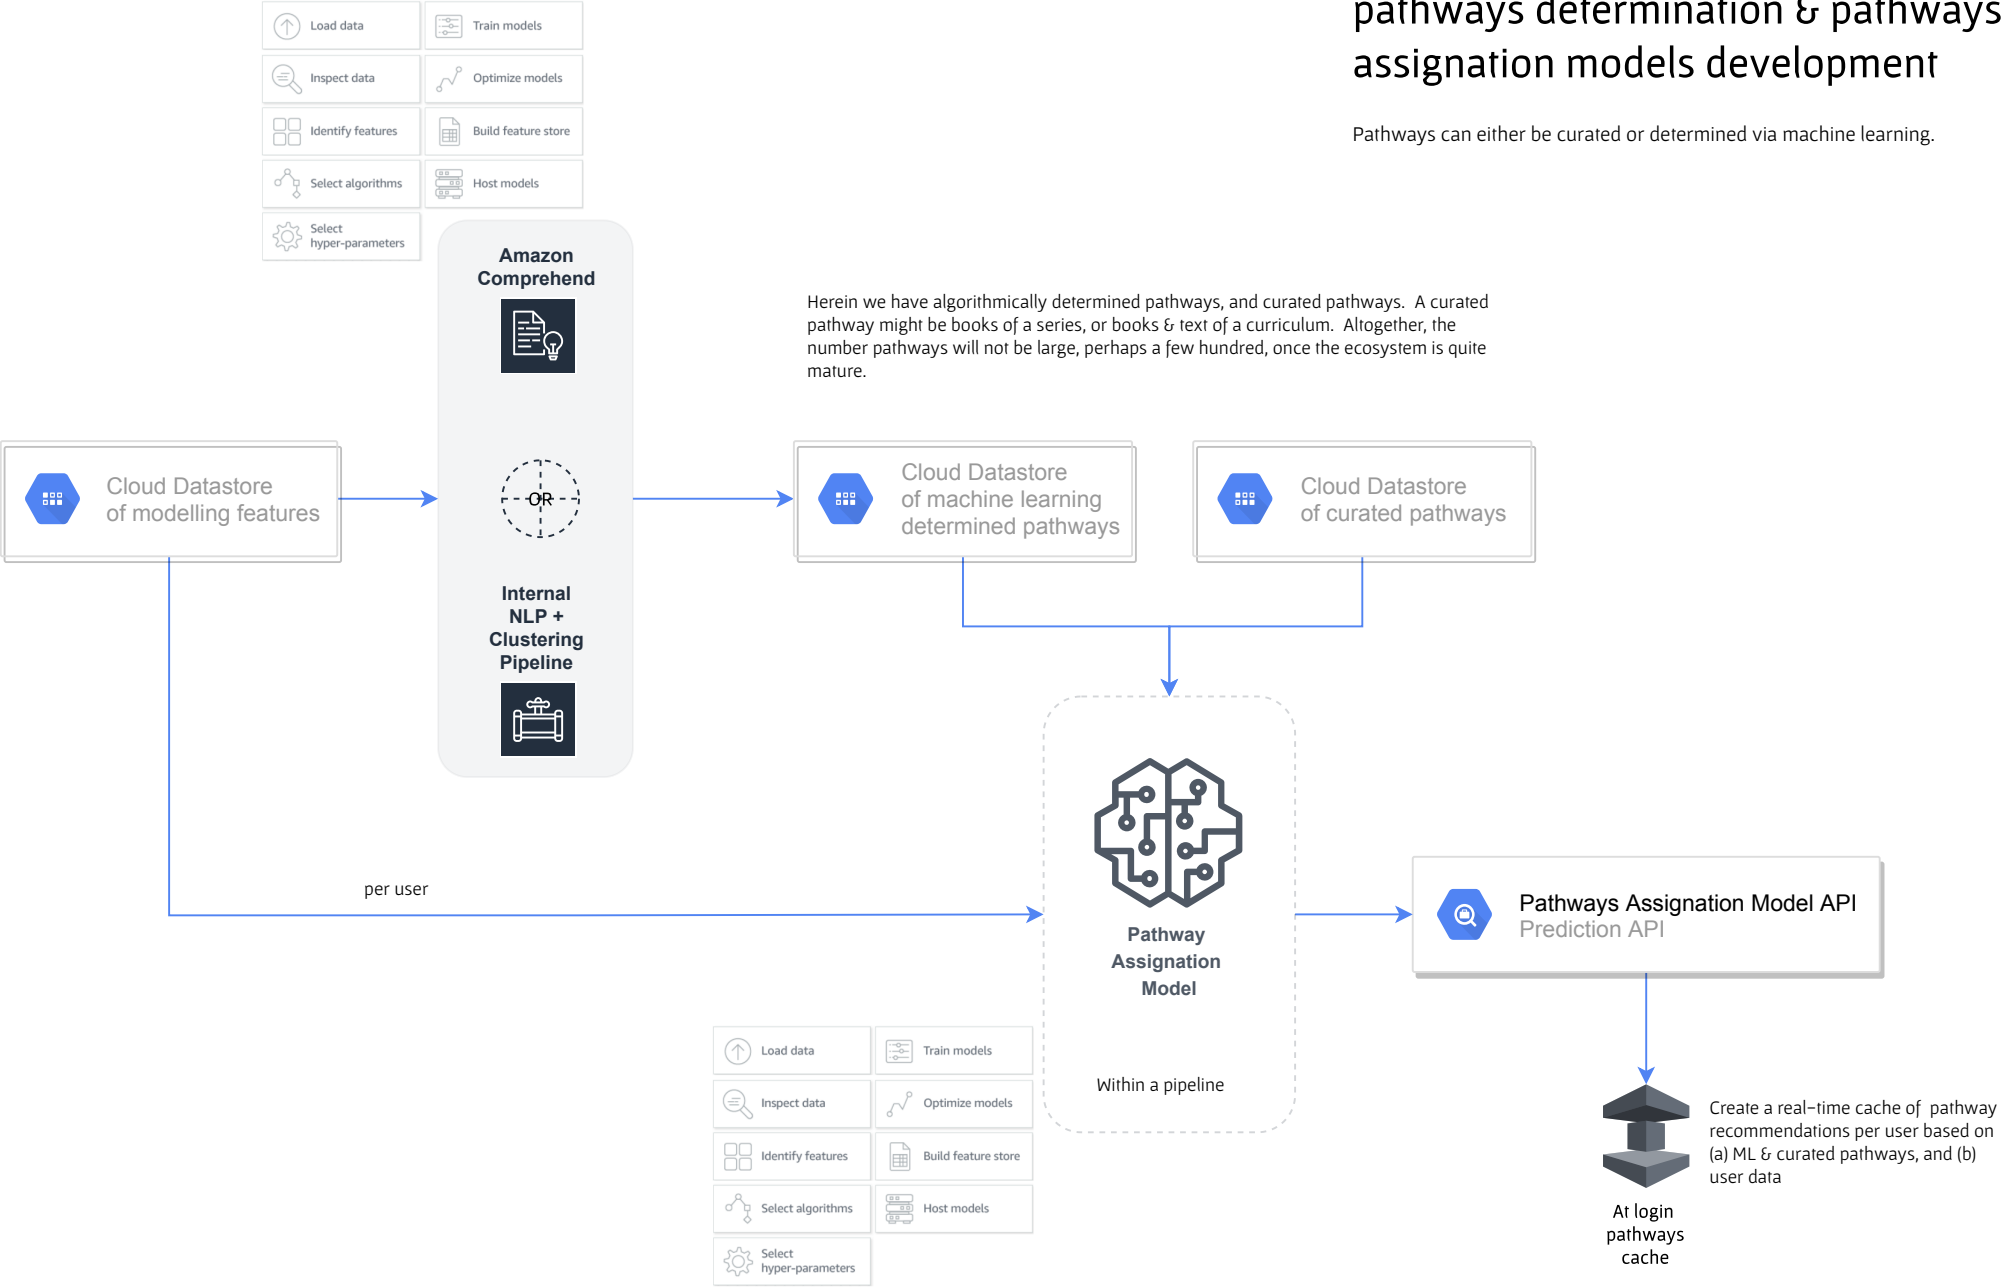 pathways determination & pathways
assignation models development
Pathways can either be curated or determined via machine learning.
Load data
Train models
Inspect data
Optimize models
Identify features
Build feature store
Select algorithms
Host models
Select
hyper-parameters
Amazon
Comprehend
OR
Internal
NLP +
Clustering
Pipeline
Herein we have algorithmically determined pathways, and curated pathways. A curated
pathway might be books of a series, or books & text of a curriculum. Altogether, the
number pathways will not be large, perhaps a few hundred, once the ecosystem is quite
mature.
Cloud Datastore
of modelling features
Cloud Datastore
of machine learning
determined pathways
Cloud Datastore
of curated pathways
per user
Pathway
Assignation
Model
Within a pipeline
Pathways Assignation Model API
Prediction API
Load data
Train models
Inspect data
Optimize models
Identify features
Build feature store
Select algorithms
Host models
Select
hyper-parameters
Create a real-time cache of pathway
recommendations per user based on
(a) ML & curated pathways, and (b)
user data
At login
pathways
cache